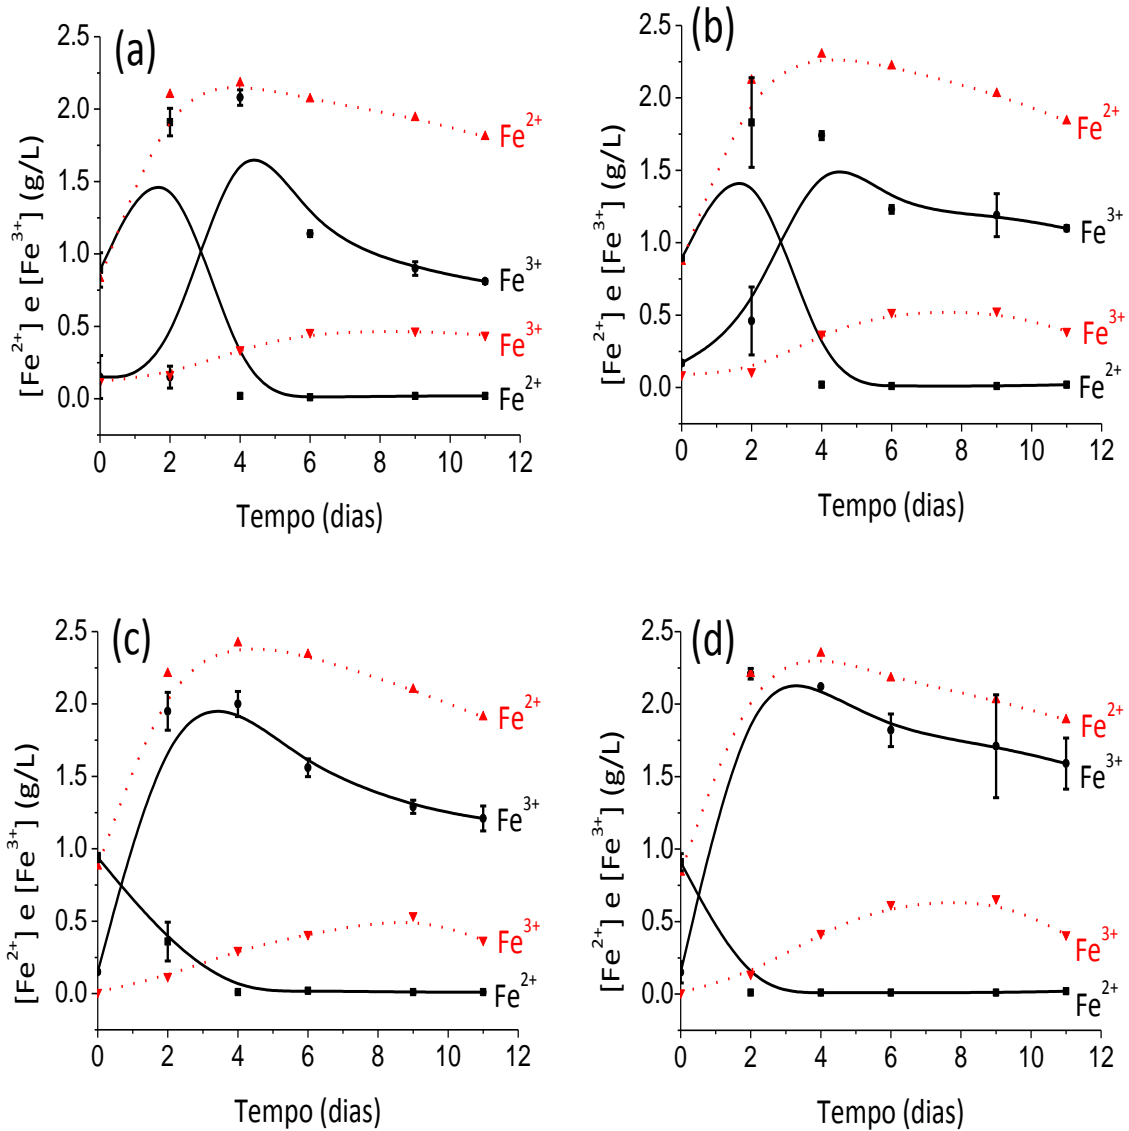 (a)
[Fe2+] e [Fe3+] (g/L)
2.5
2.0
1.5
1.0
0.5
0.0
Fe2+
Fe3+
Fe3+
Fe2+
0 2 4 6 8 10 12
Tempo (dias)
(b)
[Fe2+] e [Fe3+] (g/L)
2.5
2.0
1.5
1.0
0.5
0.0
Fe2+
Fe3+
Fe3+
Fe2+
0 2 4 6 8 10 12
Tempo (dias)
(c)
[Fe2+] e [Fe3+] (g/L)
2.5
2.0
1.5
1.0
0.5
0.0
Fe2+
Fe3+
Fe3+
Fe2+
0 2 4 6 8 10 12
Tempo (dias)
(d)
[Fe2+] e [Fe3+] (g/L)
2.5
2.0
1.5
1.0
0.5
0.0
Fe2+
Fe3+
Fe3+
Fe2+
0 2 4 6 8 10 12
Tempo (dias)